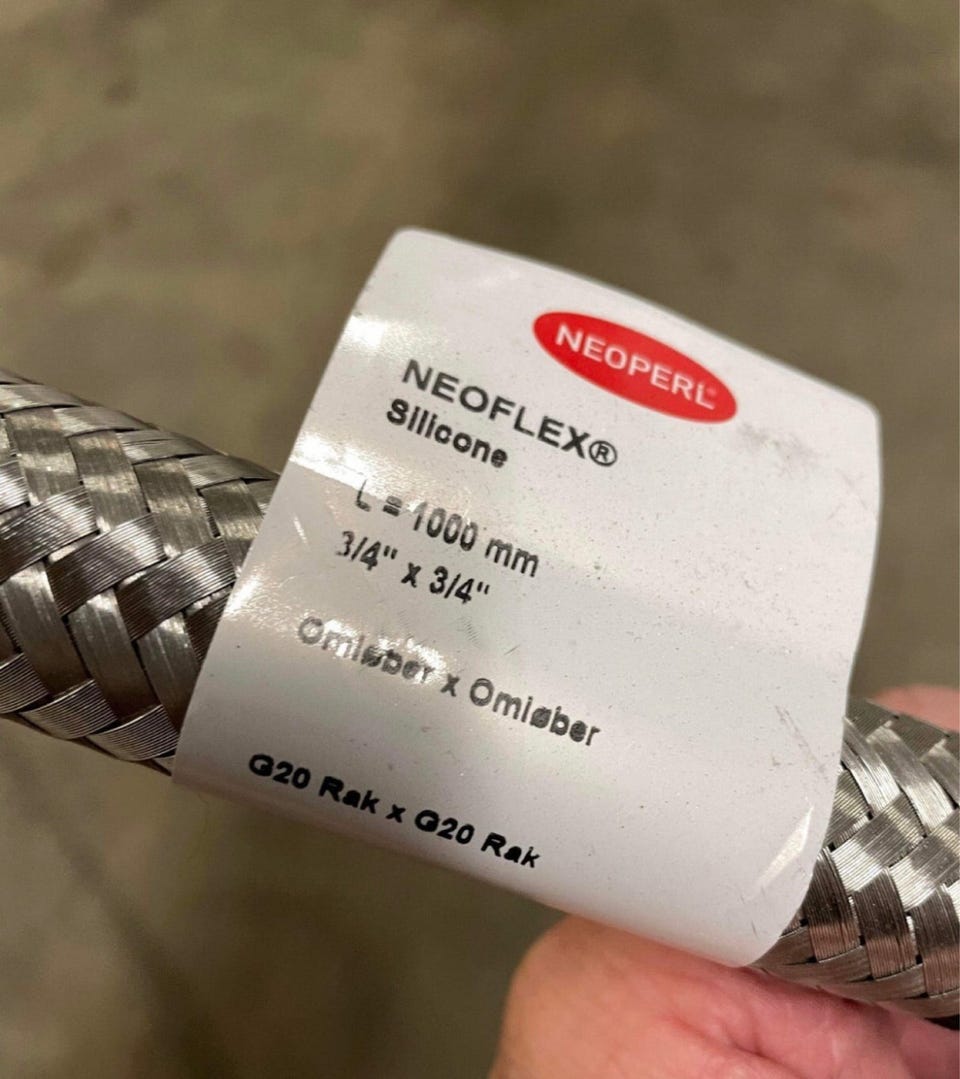 NEOPERL®
NEOFLEX®
Silicone
L = 1000 mm
3/4" x 3/4"
Omløber x Omløber
G20 Rak x G20 Rak